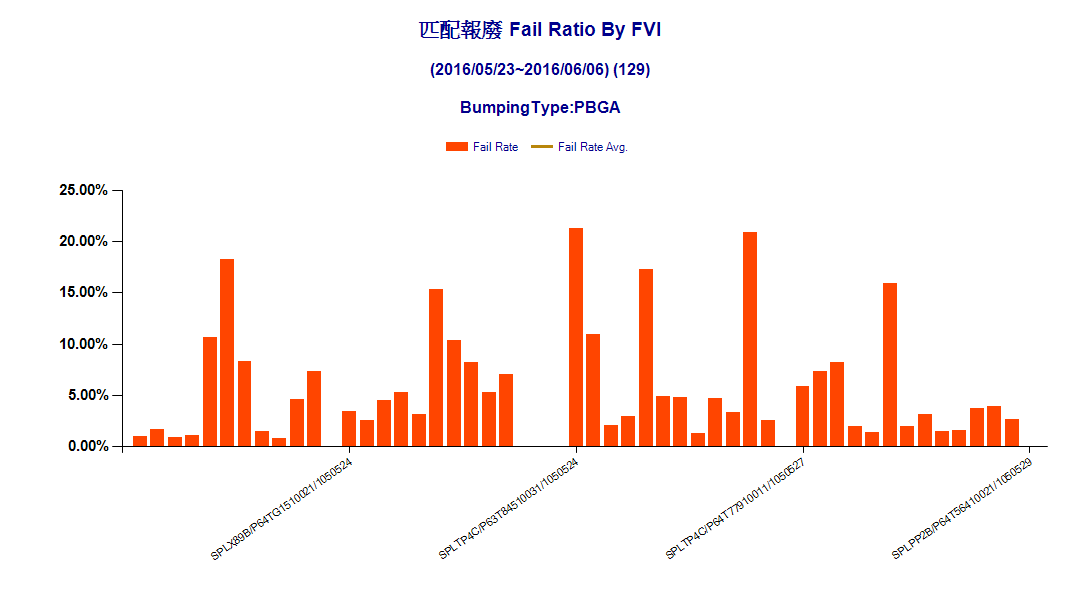 匹配報廢 Fail Ratio By FVI
(2016/05/23~2016/06/06) (129)
BumpingType:PBGA
Fail Rate
Fail Rate Avg.
25.00%
20.00%
15.00%
10.00%
5.00%
0.00%
SPLX89B/P64TG1510021/1050524
SPLTP4C/P63T84510031/1050524
SPLTP4C/P64T77910011/1050527
SPLPP2B/P64T56410021/1050529